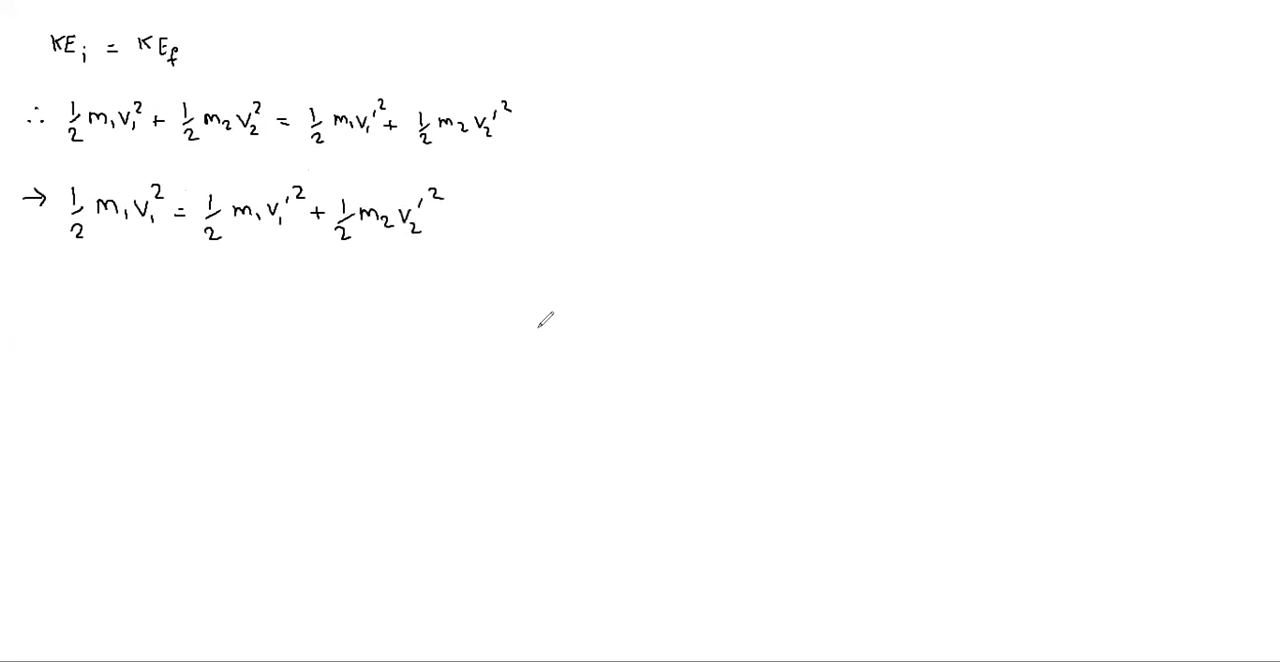 KEᵢ = KE_f
∴ 1/2 m₁v₁² + 1/2 m₂v₂² = 1/2 m₁v₁'² + 1/2 m₂v₂'²
→ 1/2 m₁v₁² = 1/2 m₁v₁'² + 1/2 m₂v₂'²